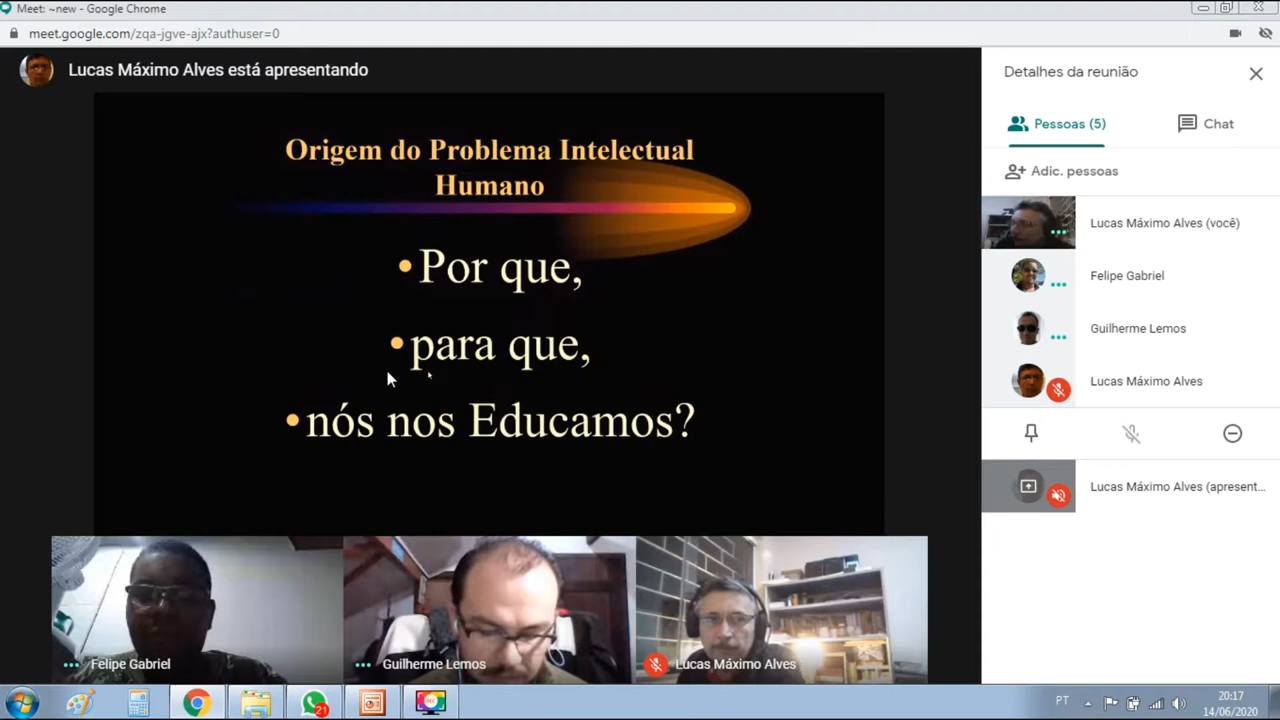 Meet: ~new - Google Chrome
meet.google.com/zqa-jgve-ajx?authuser=0
Lucas Máximo Alves está apresentando
Origem do Problema Intelectual
Humano
•Por que,
•para que,
•nós nos Educamos?
Felipe Gabriel
Guilherme Lemos
Lucas Máximo Alves
Detalhes da reunião
Pessoas (5)
Chat
Adic. pessoas
Lucas Máximo Alves (você)
Felipe Gabriel
Guilherme Lemos
Lucas Máximo Alves
Lucas Máximo Alves (apresent...
21
REC
PT
20:17
14/06/2020